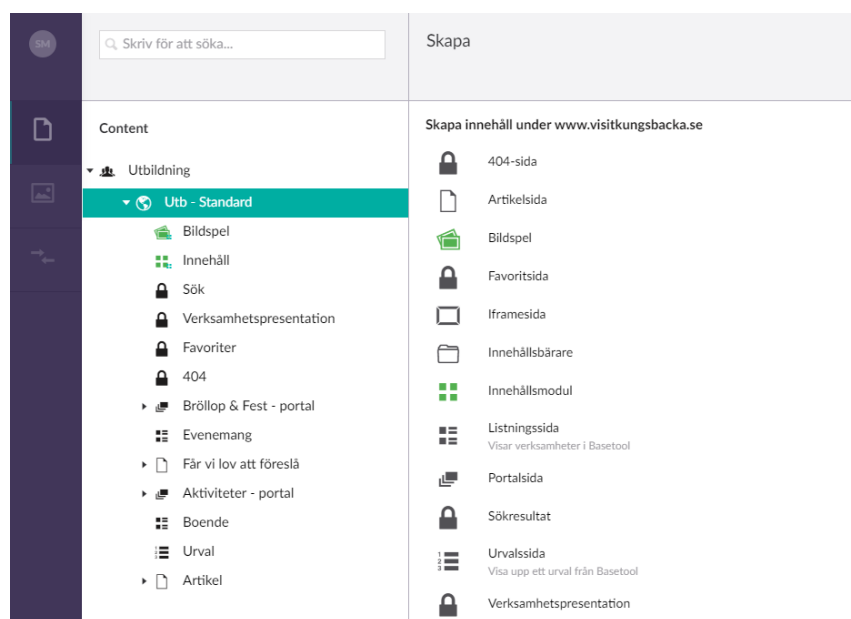 SM
Skriv för att söka...
Content
Utbildning
Utb - Standard
Bildspel
Innehåll
Sök
Verksamhetspresentation
Favoriter
404
Bröllop & Fest - portal
Evenemang
Får vi lov att föreslå
Aktiviteter - portal
Boende
Urval
Artikel
Skapa
Skapa innehåll under www.visitkungsbacka.se
404-sida
Artikelsida
Bildspel
Favoritsida
Iframesida
Innehållsbärare
Innehållsmodul
Listningssida
Visar verksamheter i Basetool
Portalsida
Sökresultat
Urvalssida
Visa upp ett urval från Basetool
Verksamhetspresentation